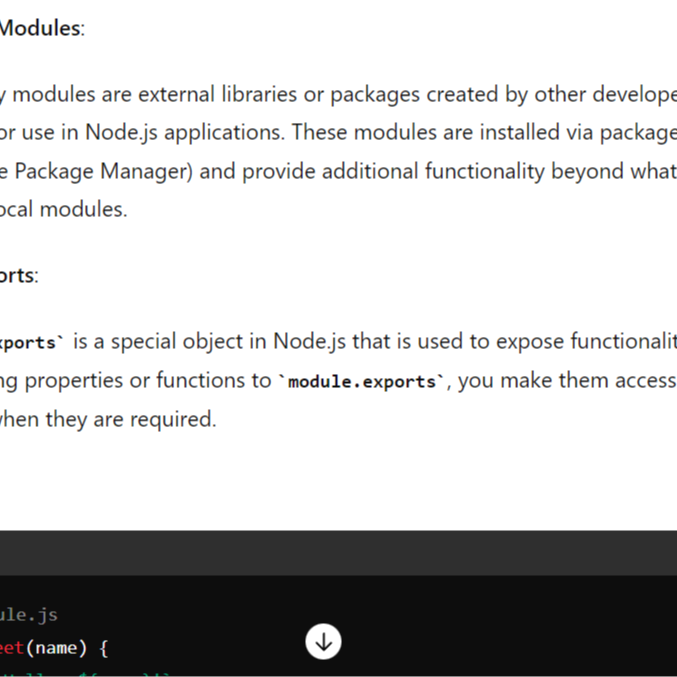 Modules:
y modules are external libraries or packages created by other develope
or use in Node.js applications. These modules are installed via package
e Package Manager) and provide additional functionality beyond what
ocal modules.
orts:
xports` is a special object in Node.js that is used to expose functionalit
ng properties or functions to `module.exports`, you make them access
when they are required.
ule.js
eet(name) {